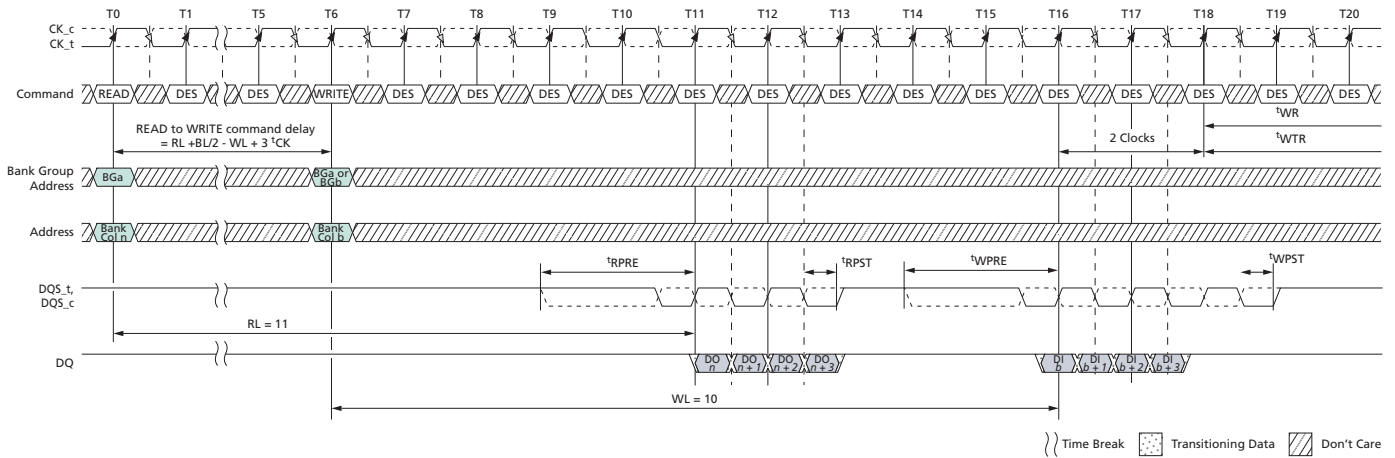 T0 T1 T5 T6 T7 T8 T9 T10 T11 T12 T13 T14 T15 T16 T17 T18 T19 T20
CK_c
CK_t
Command READ DES DES WRITE DES DES DES DES DES DES DES DES DES DES DES DES DES DES
tWR
READ to WRITE command delay
= RL +BL/2 - WL + 3 tCK
2 Clocks
tWTR
Bank Group
Address
BGa
BGa or
BGb
Address
Bank
Col n
Bank
Col b
tRPRE tRPST tWPRE tWPST
DQS_t,
DQS_c
RL = 11
DQ
DO
n
DO
n + 1
DO
n + 2
DO
n + 3
DI
b
DI
b + 1
DI
b + 2
DI
b + 3
WL = 10
Time Break Transitioning Data Don't Care